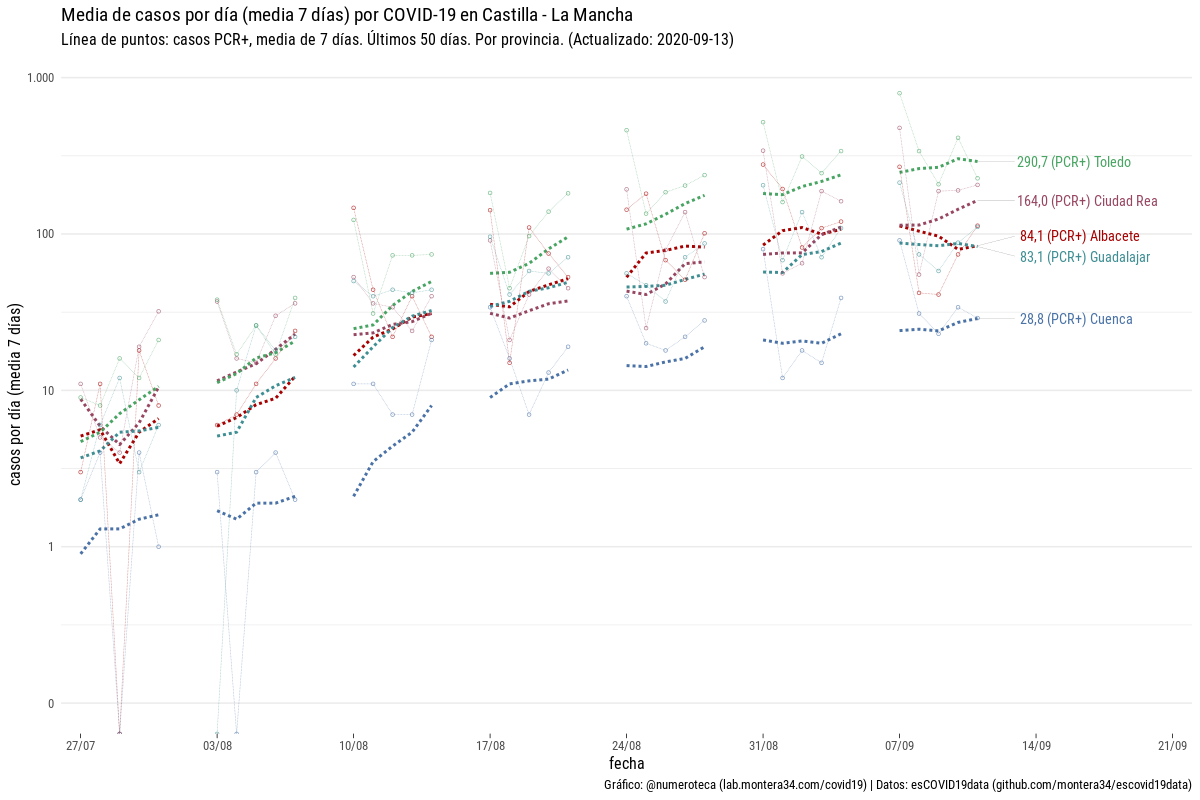 Media de casos por día (media 7 días) por COVID-19 en Castilla - La Mancha
Línea de puntos: casos PCR+, media de 7 días. Últimos 50 días. Por provincia. (Actualizado: 2020-09-13)
1.000
100
10
1
0
casos por día (media 7 días)
290,7 (PCR+) Toledo
164,0 (PCR+) Ciudad Rea
84,1 (PCR+) Albacete
83,1 (PCR+) Guadalajar
28,8 (PCR+) Cuenca
27/07
03/08
10/08
17/08
24/08
31/08
07/09
14/09
21/09
fecha
Gráfico: @numeroteca (lab.montera34.com/covid19) | Datos: esCOVID19data (github.com/montera34/escovid19data)